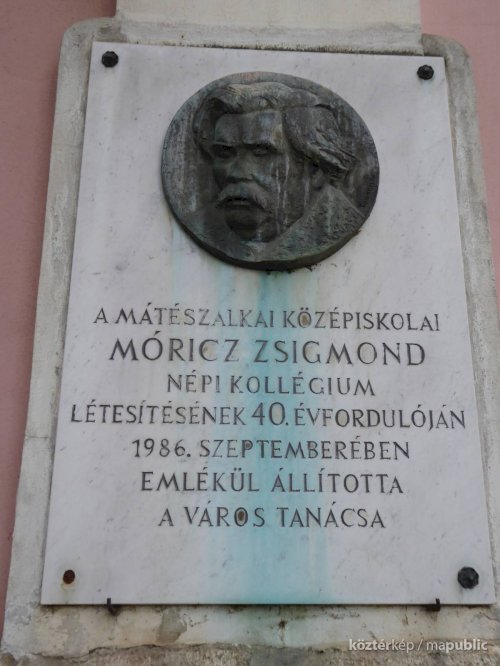 A MÁTÉSZALKAI KÖZÉPISKOLAI
MÓRICZ ZSIGMOND
NÉPI KOLLÉGIUM
LÉTESÍTÉSÉNEK 40. ÉVFORDULÓJÁN
1986. SZEPTEMBERÉBEN
EMLÉKÜL ÁLLÍTOTTA
A VÁROS TANÁCSA
köztérkép / mapublic